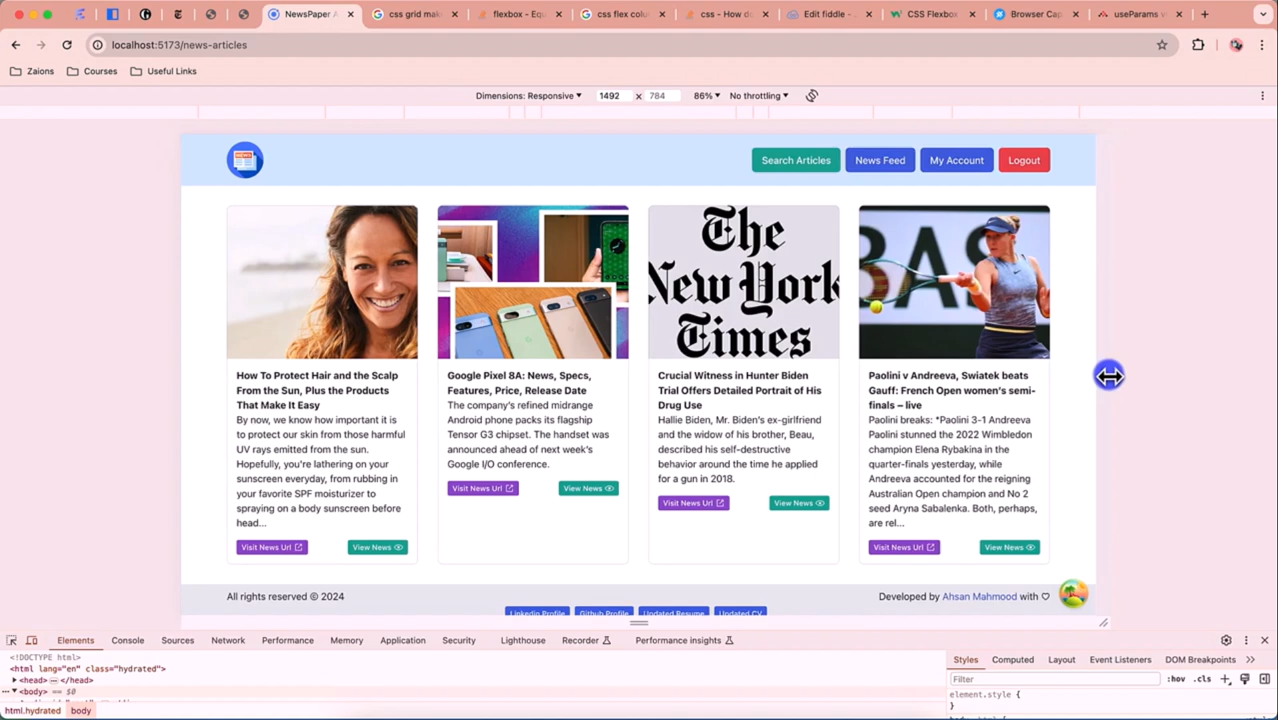 NewsPaper A
css grid mak
flexbox - Equ
css flex colu
css - How do
Edit fiddle -
CSS Flexbox
Browser Cap
useParams v
localhost:5173/news-articles
Zaions
Courses
Useful Links
Dimensions: Responsive 1492 × 784 86% No throttling
NEWS
Search Articles
News Feed
My Account
Logout
The
New York
Times
BAS
How To Protect Hair and the Scalp
From the Sun, Plus the Products
That Make It Easy
By now, we know how important it is
to protect our skin from those harmful
UV rays emitted from the sun.
Hopefully, you're lathering on your
sunscreen everyday, from rubbing in
your favorite SPF moisturizer to
spraying on a body sunscreen before
head...
Visit News Url
View News
Google Pixel 8A: News, Specs,
Features, Price, Release Date
The company's refined midrange
Android phone packs its flagship
Tensor G3 chipset. The handset was
announced ahead of next week's
Google I/O conference.
Visit News Url
View News
Crucial Witness in Hunter Biden
Trial Offers Detailed Portrait of His
Drug Use
Hallie Biden, Mr. Biden's ex-girlfriend
and the widow of his brother, Beau,
described his self-destructive
behavior around the time he applied
for a gun in 2018.
Visit News Url
View News
Paolini v Andreeva, Swiatek beats
Gauff: French Open women's semi-
finals – live
Paolini breaks: *Paolini 3-1 Andreeva
Paolini stunned the 2022 Wimbledon
champion Elena Rybakina in the
quarter-finals yesterday, while
Andreeva accounted for the reigning
Australian Open champion and No 2
seed Aryna Sabalenka. Both, perhaps,
are rel...
Visit News Url
View News
All rights reserved © 2024
Developed by Ahsan Mahmood with ♡
Linkedin Profile
Github Profile
Updated Resume
Updated CV
Elements
Console
Sources
Network
Performance
Memory
Application
Security
Lighthouse
Recorder
Performance insights
<!DOCTYPE html>
<html lang="en" class="hydrated">
<head> … </head>
<body> == $0
html.hydrated
body
Styles
Computed
Layout
Event Listeners
DOM Breakpoints
Filter
:hov
.cls
element.style {
}